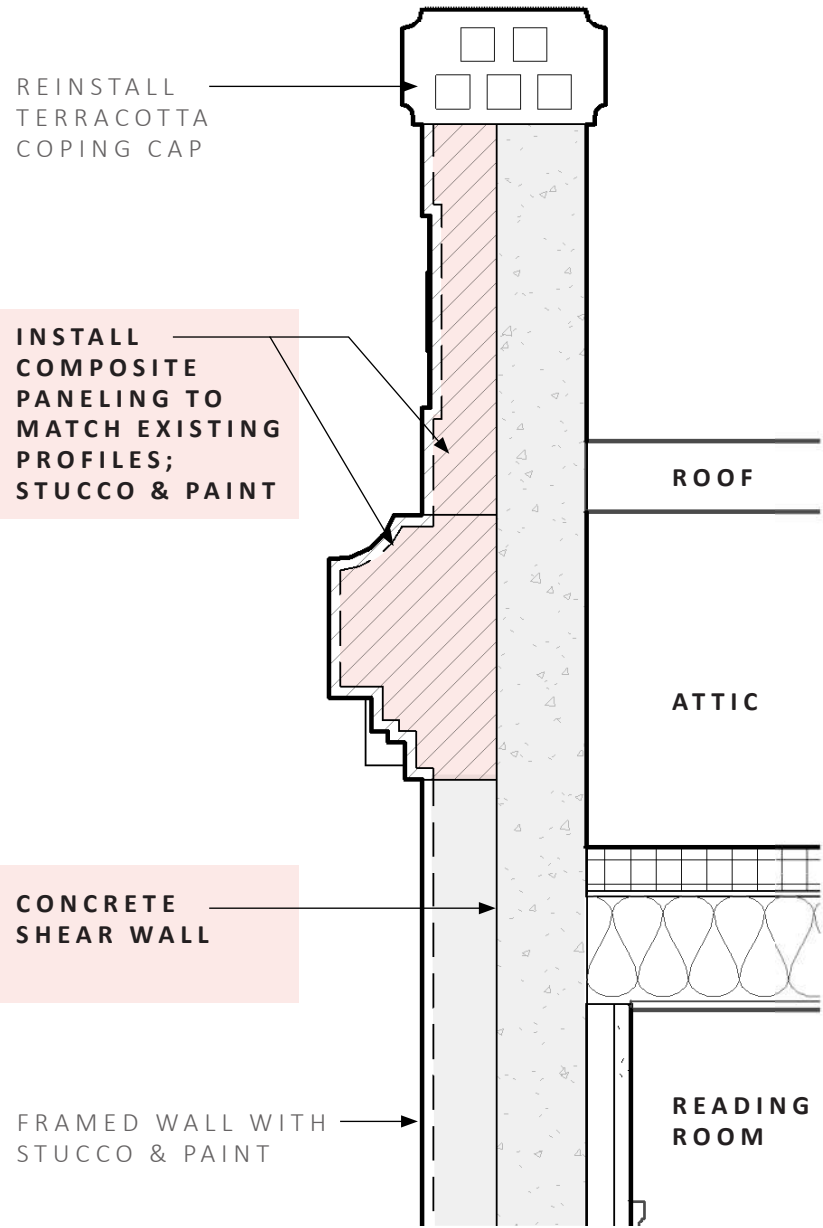 REINSTALL
TERRACOTTA
COPING CAP
INSTALL
COMPOSITE
PANELING TO
MATCH EXISTING
PROFILES;
STUCCO & PAINT
ROOF
ATTIC
CONCRETE
SHEAR WALL
FRAMED WALL WITH
STUCCO & PAINT
READING
ROOM